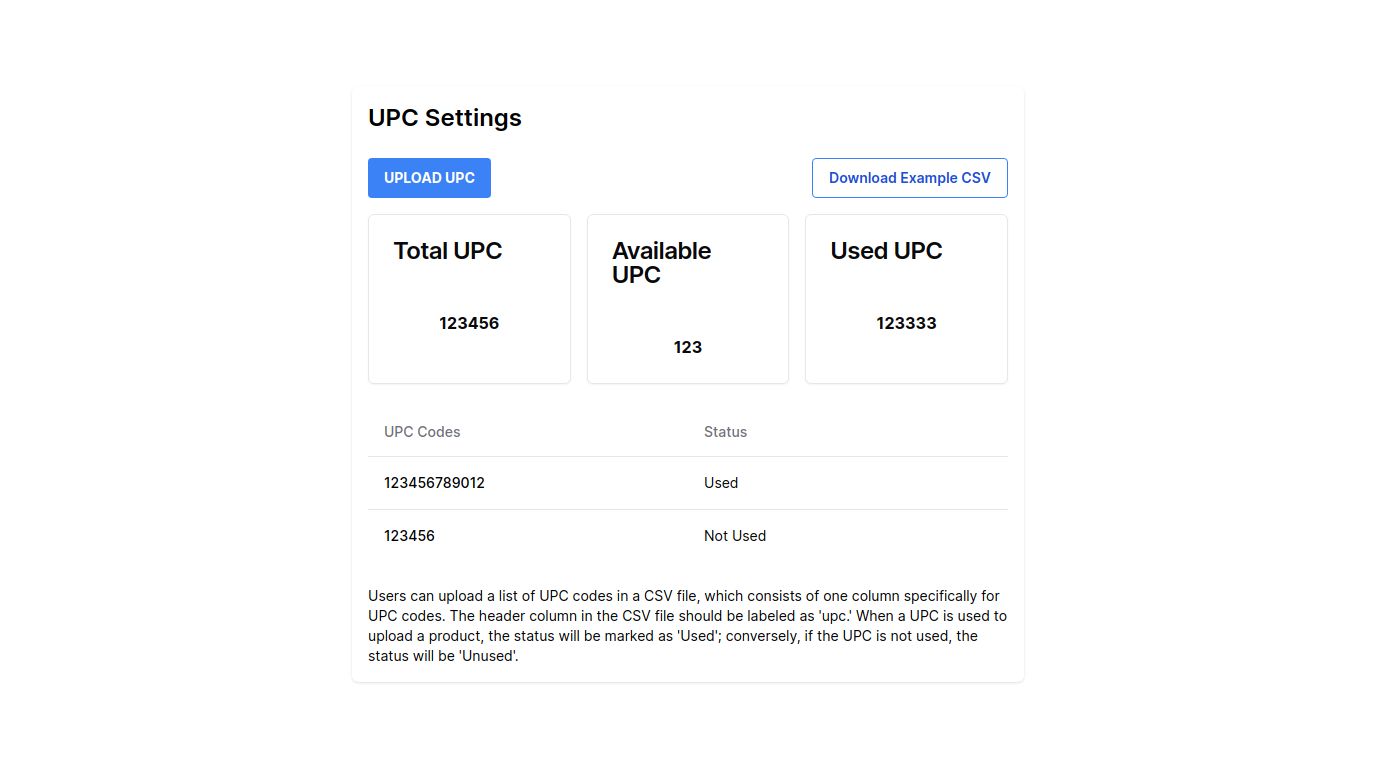 UPC Settings
UPLOAD UPC
Download Example CSV
Total UPC
123456
Available
UPC
123
Used UPC
123333
UPC Codes Status
123456789012 Used
123456 Not Used
Users can upload a list of UPC codes in a CSV file, which consists of one column specifically for
UPC codes. The header column in the CSV file should be labeled as 'upc.' When a UPC is used to
upload a product, the status will be marked as 'Used'; conversely, if the UPC is not used, the
status will be 'Unused'.